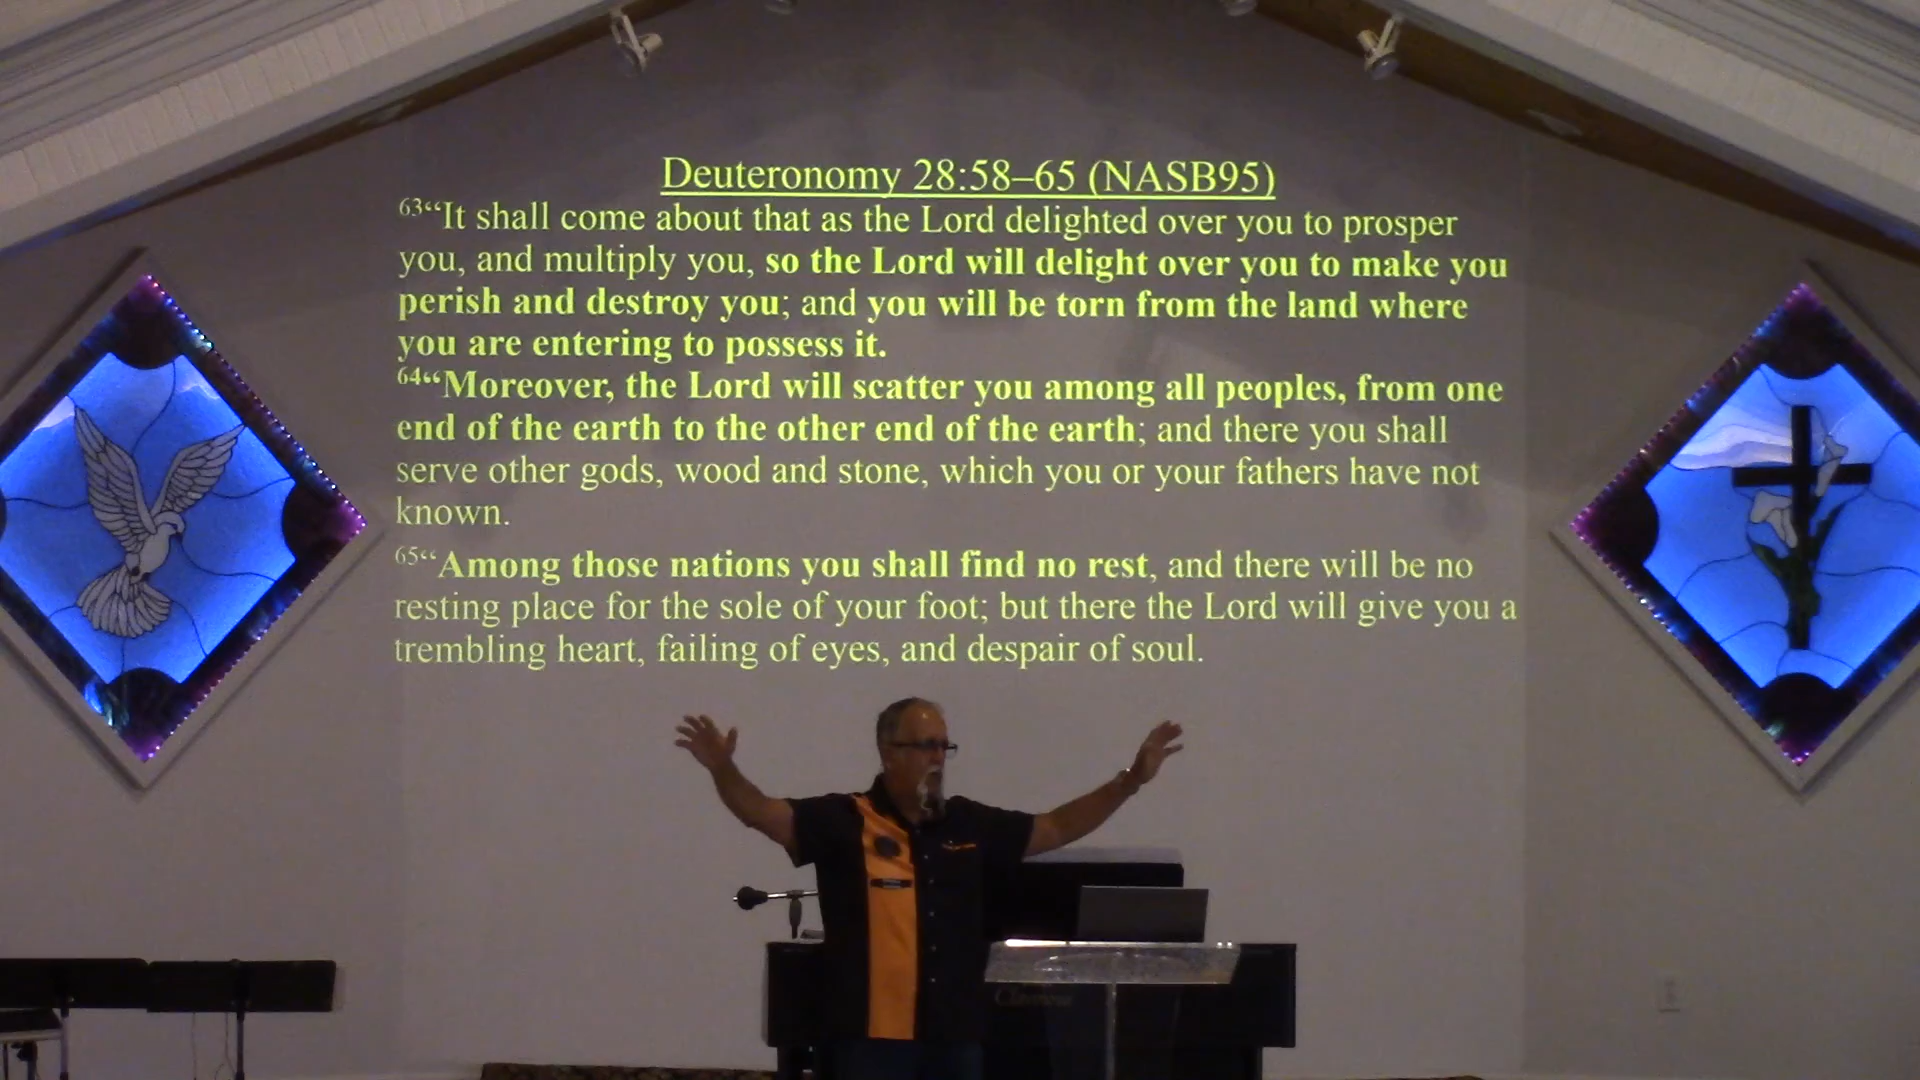 Deuteronomy 28:58–65 (NASB95)
63“It shall come about that as the Lord delighted over you to prosper
you, and multiply you, so the Lord will delight over you to make you
perish and destroy you; and you will be torn from the land where
you are entering to possess it.
64“Moreover, the Lord will scatter you among all peoples, from one
end of the earth to the other end of the earth; and there you shall
serve other gods, wood and stone, which you or your fathers have not
known.
65“Among those nations you shall find no rest, and there will be no
resting place for the sole of your foot; but there the Lord will give you a
trembling heart, failing of eyes, and despair of soul.